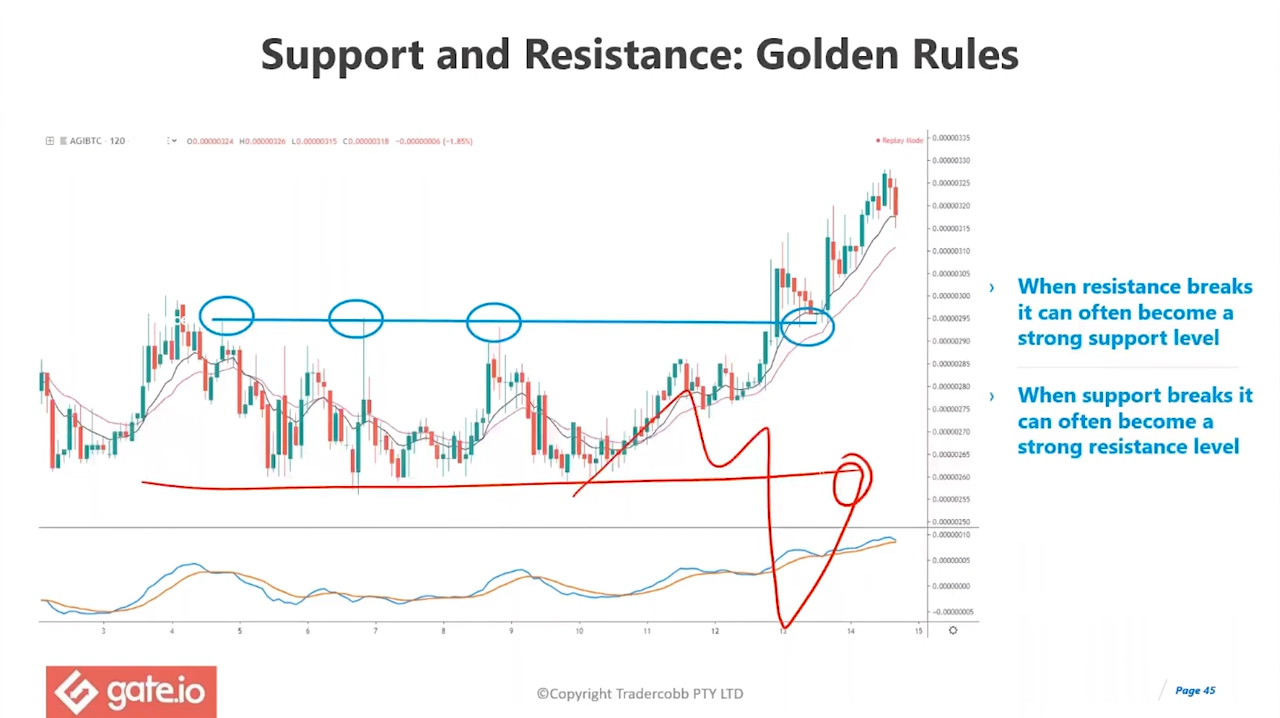 Support and Resistance: Golden Rules
AGIBTC · 120
O0.00000324 H0.00000326 L0.00000315 C0.00000318 −0.00000006 (−1.85%)
Replay Mode
0.00000335
0.00000330
0.00000325
0.00000320
0.00000315
0.00000310
0.00000305
0.00000300
0.00000295
0.00000290
0.00000285
0.00000280
0.00000275
0.00000270
0.00000265
0.00000260
0.00000255
0.00000250
0.00000010
0.00000005
0.00000000
−0.00000005
3 4 5 6 7 8 9 10 11 12 13 14 15
› When resistance breaks
it can often become a
strong support level
› When support breaks it
can often become a
strong resistance level
gate.io
©Copyright Tradercobb PTY LTD
Page 45